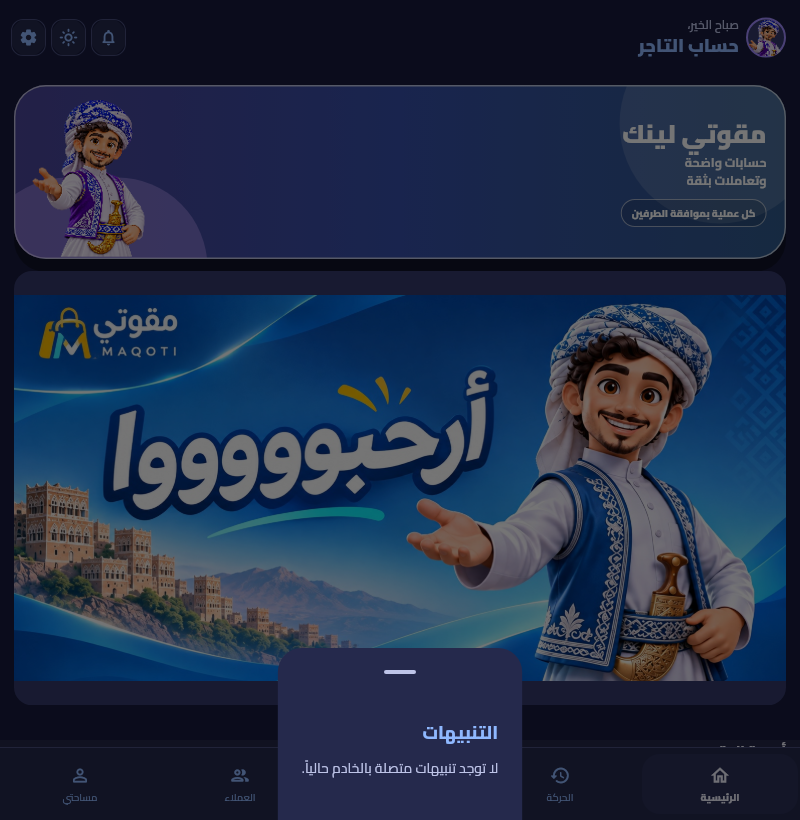 صباح الخير،
حساب التاجر
مقوتي لينك
حسابات واضحة
وتعاملات بثقة
كل عملية بموافقة الطرفين
مقوتي
MAQOTI
أرحبوووووا
التنبيهات
لا توجد تنبيهات متصلة بالخادم حالياً.
الرئيسية
الحركة
العملاء
مساحتي